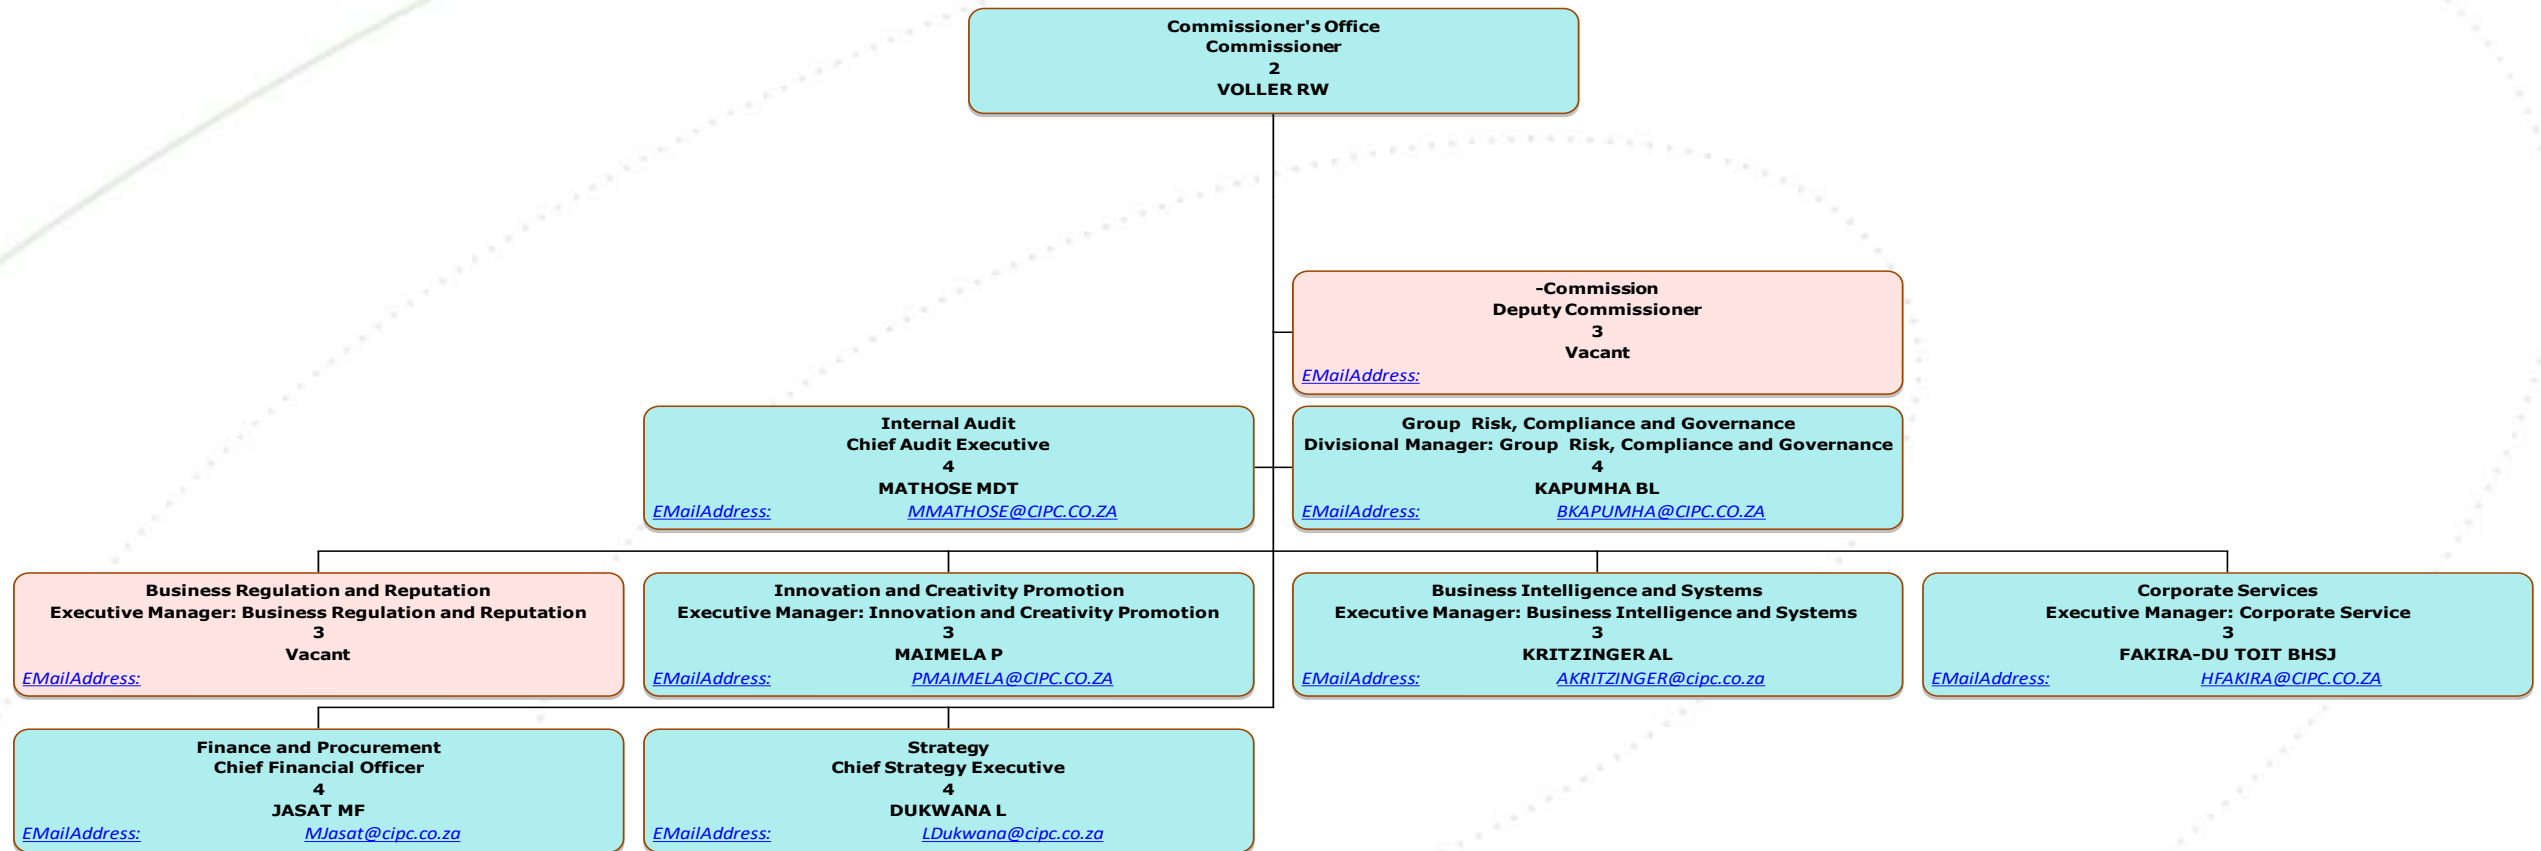 Commissioner's Office
Commissioner
2
VOLLER RW
-Commission
Deputy Commissioner
3
Vacant
EMailAddress:
Internal Audit
Chief Audit Executive
4
MATHOSE MDT
EMailAddress: MMATHOSE@CIPC.CO.ZA
Group Risk, Compliance and Governance
Divisional Manager: Group Risk, Compliance and Governance
4
KAPUMHA BL
EMailAddress: BKAPUMHA@CIPC.CO.ZA
Business Regulation and Reputation
Executive Manager: Business Regulation and Reputation
3
Vacant
EMailAddress:
Innovation and Creativity Promotion
Executive Manager: Innovation and Creativity Promotion
3
MAIMELA P
EMailAddress: PMAIMELA@CIPC.CO.ZA
Business Intelligence and Systems
Executive Manager: Business Intelligence and Systems
3
KRITZINGER AL
EMailAddress: AKRITZINGER@cipc.co.za
Corporate Services
Executive Manager: Corporate Service
3
FAKIRA-DU TOIT BHSJ
EMailAddress: HFAKIRA@CIPC.CO.ZA
Finance and Procurement
Chief Financial Officer
4
JASAT MF
EMailAddress: MJasat@cipc.co.za
Strategy
Chief Strategy Executive
4
DUKWANA L
EMailAddress: LDukwana@cipc.co.za